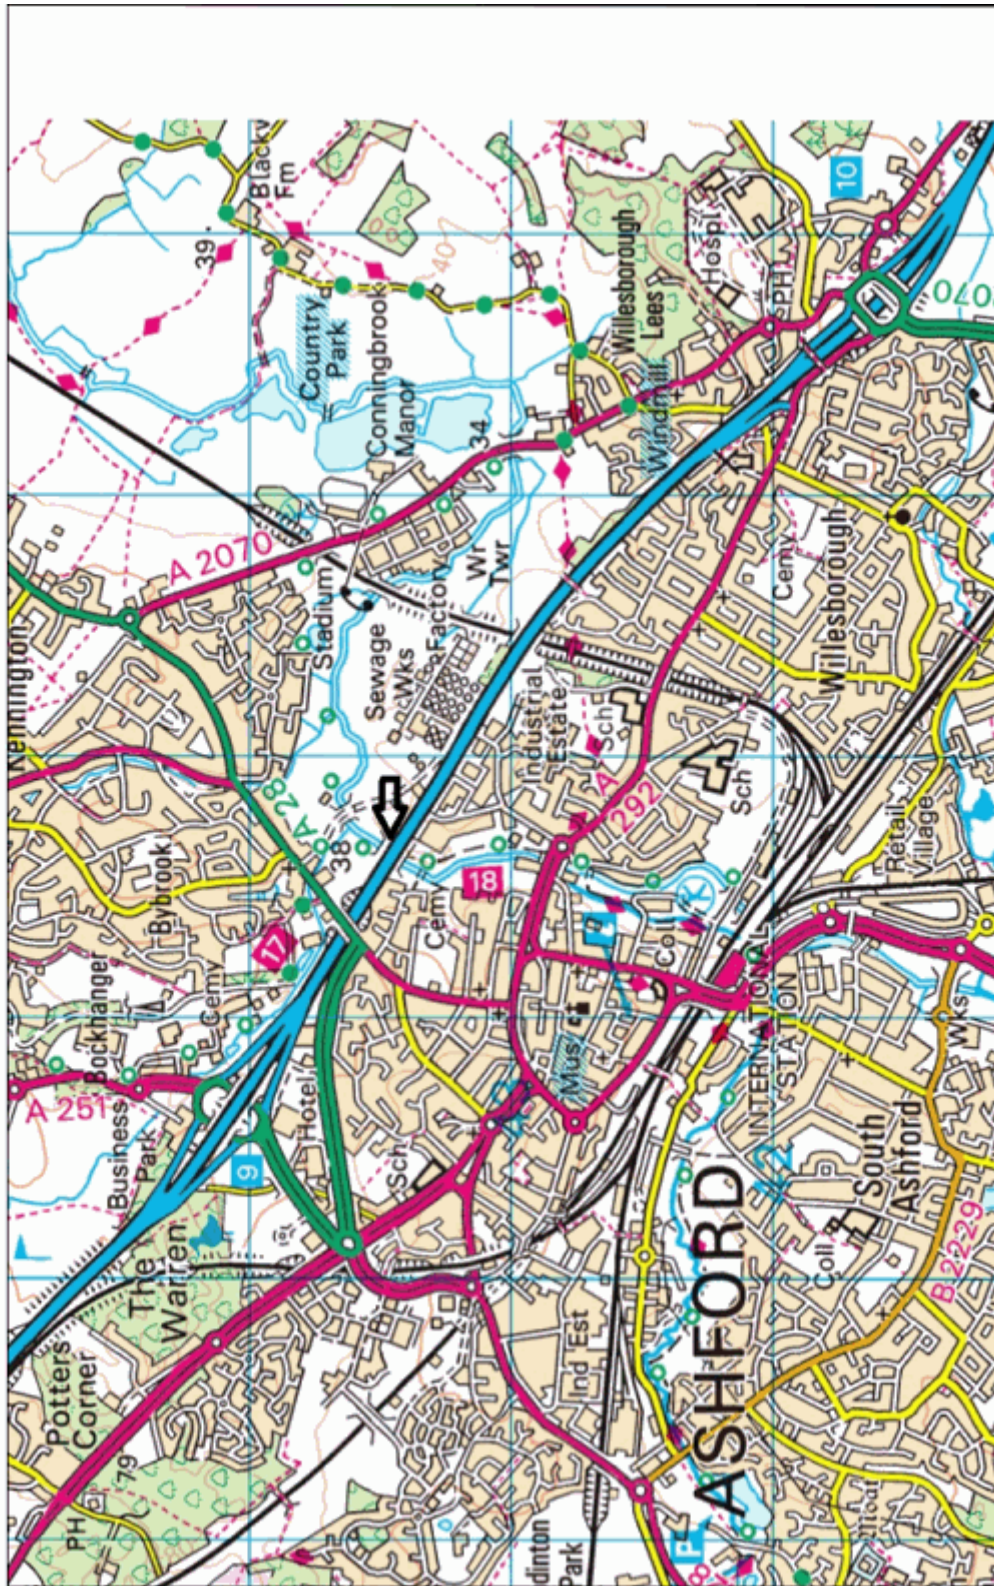 Potters
Corner
79
PH
The
Warren
A 251
Business
Park
Bockhanger
Kennington
Bybrook
Cemy
9
17
Hotel
A 28
38
A 2070
39
Fm
Stadium
Country
Park
Conningbrook
Manor
40
Sewage
Wks
Factory
Sch
Cemy
18
34
Wr
Twr
dinton
Park
Ind Est
Industrial
Estate
Sch
Mus
A 292
Willesborough
Lees
Windmill
Hospl
PH
10
Coll
Sch
ASHFORD
INTERNATIONAL
STATION
Cemy
Willesborough
South
Ashford
Coll
Retail
Village
Wks
B 2229